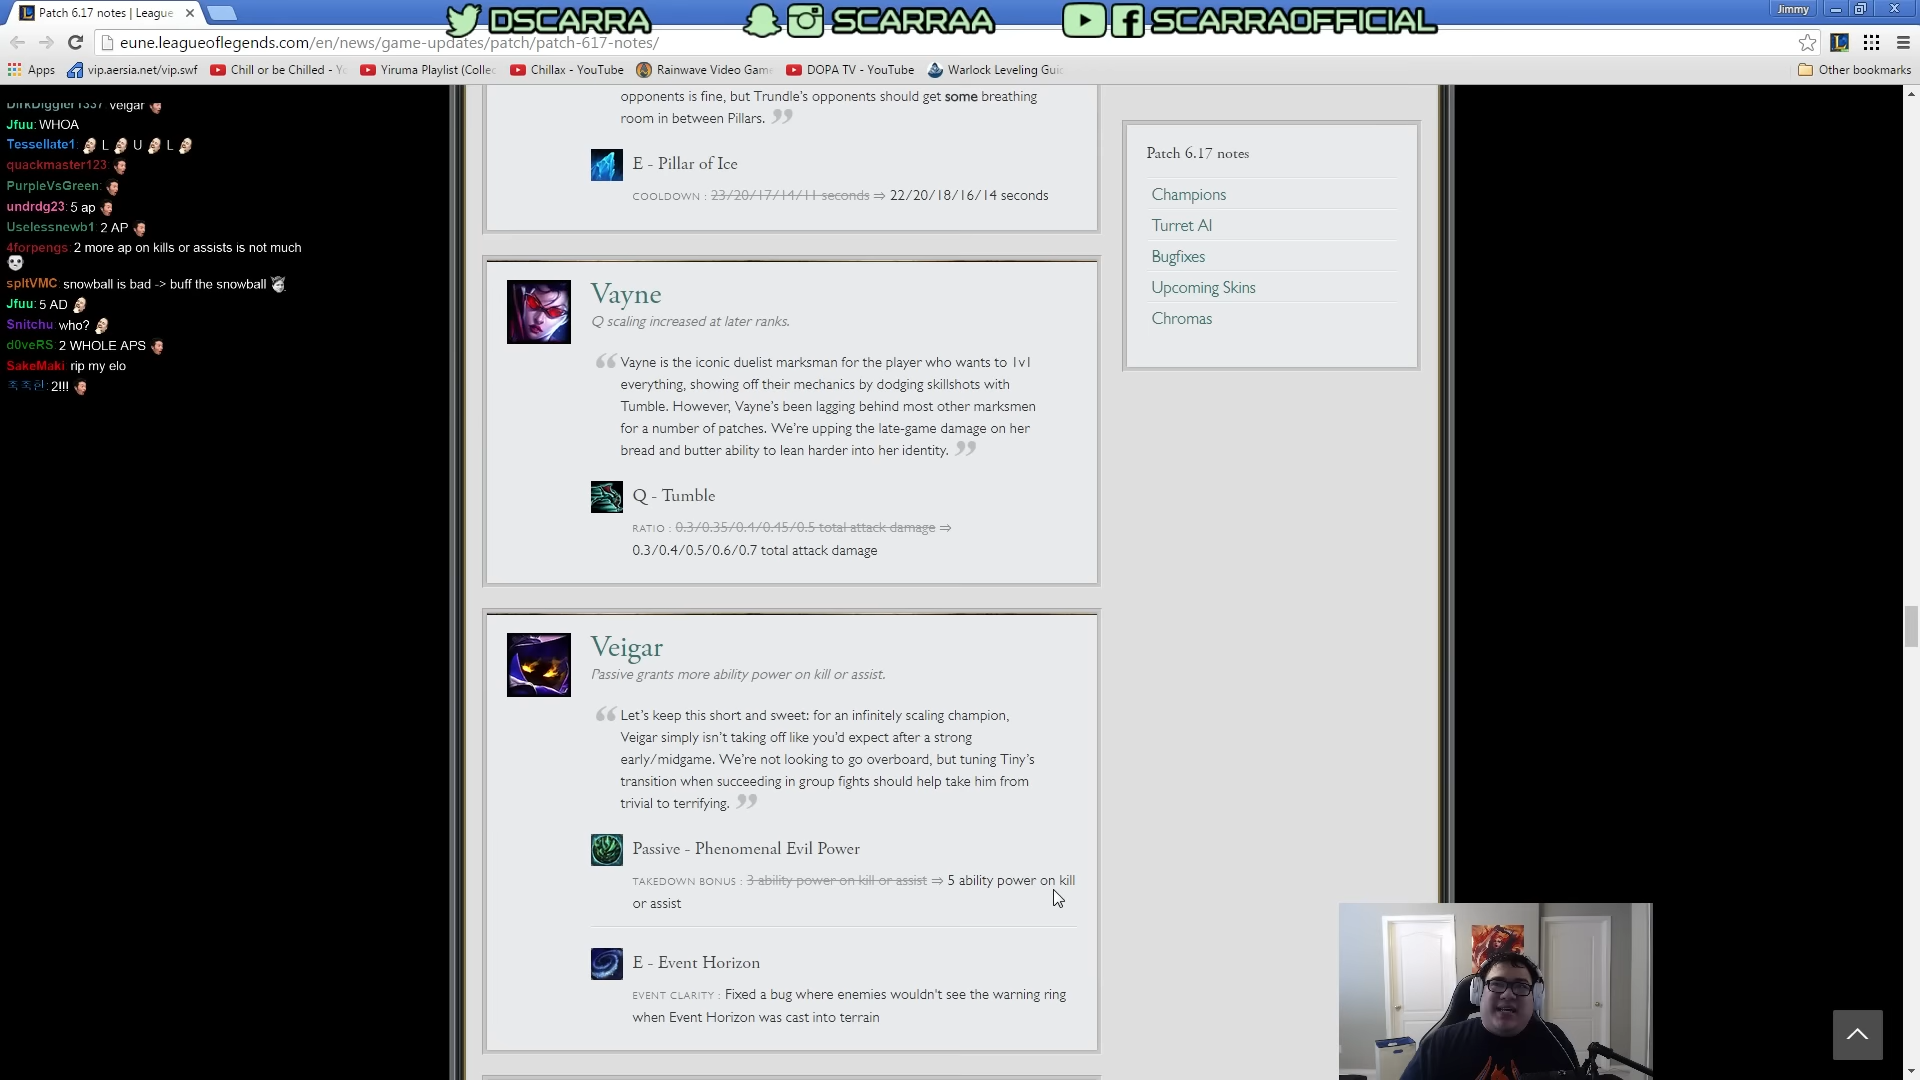 Patch 6.17 notes | League
Jimmy
DSCARRA
SCARRAA
SCARRAOFFICIAL
eune.leagueoflegends.com/en/news/game-updates/patch/patch-617-notes/
Apps
vip.aersia.net/vip.swf
Chill or be Chilled - Yo
Yiruma Playlist (Collec
Chillax - YouTube
Rainwave Video Game
DOPA TV - YouTube
Warlock Leveling Guid
Other bookmarks
DirkDiggler1337 veigar
Jfuu: WHOA
Tessellate1: L U L
quackmaster123:
PurpleVsGreen:
undrdg23: 5 ap
Uselessnewb1: 2 AP
4forpengs: 2 more ap on kills or assists is not much
spltVMC: snowball is bad -> buff the snowball
Jfuu: 5 AD
Snitchu: who?
d0veRS: 2 WHOLE APS
SakeMaki: rip my elo
족족한: 2!!!
opponents is fine, but Trundle's opponents should get some breathing
room in between Pillars. ”
E - Pillar of Ice
COOLDOWN : 23/20/17/14/11 seconds ⇒ 22/20/18/16/14 seconds
Vayne
Q scaling increased at later ranks.
“ Vayne is the iconic duelist marksman for the player who wants to 1v1
everything, showing off their mechanics by dodging skillshots with
Tumble. However, Vayne's been lagging behind most other marksmen
for a number of patches. We're upping the late-game damage on her
bread and butter ability to lean harder into her identity. ”
Q - Tumble
RATIO : 0.3/0.35/0.4/0.45/0.5 total attack damage ⇒
0.3/0.4/0.5/0.6/0.7 total attack damage
Veigar
Passive grants more ability power on kill or assist.
“ Let's keep this short and sweet: for an infinitely scaling champion,
Veigar simply isn't taking off like you'd expect after a strong
early/midgame. We're not looking to go overboard, but tuning Tiny's
transition when succeeding in group fights should help take him from
trivial to terrifying. ”
Passive - Phenomenal Evil Power
TAKEDOWN BONUS : 3 ability power on kill or assist ⇒ 5 ability power on kill
or assist
E - Event Horizon
EVENT CLARITY : Fixed a bug where enemies wouldn't see the warning ring
when Event Horizon was cast into terrain
Patch 6.17 notes
Champions
Turret AI
Bugfixes
Upcoming Skins
Chromas